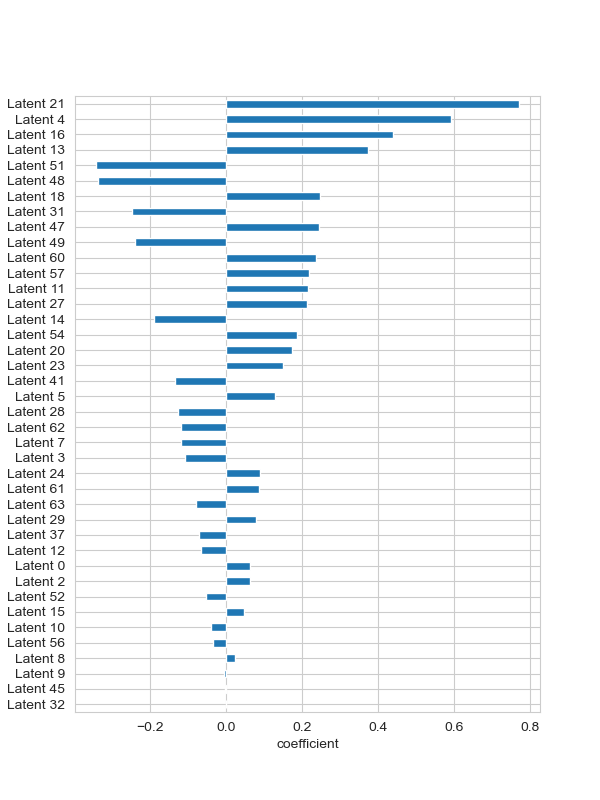 Latent 21
Latent 4
Latent 16
Latent 13
Latent 51
Latent 48
Latent 18
Latent 31
Latent 47
Latent 49
Latent 60
Latent 57
Latent 11
Latent 27
Latent 14
Latent 54
Latent 20
Latent 23
Latent 41
Latent 5
Latent 28
Latent 62
Latent 7
Latent 3
Latent 24
Latent 61
Latent 63
Latent 29
Latent 37
Latent 12
Latent 0
Latent 2
Latent 52
Latent 15
Latent 10
Latent 56
Latent 8
Latent 9
Latent 45
Latent 32
−0.2 0.0 0.2 0.4 0.6 0.8
coefficient